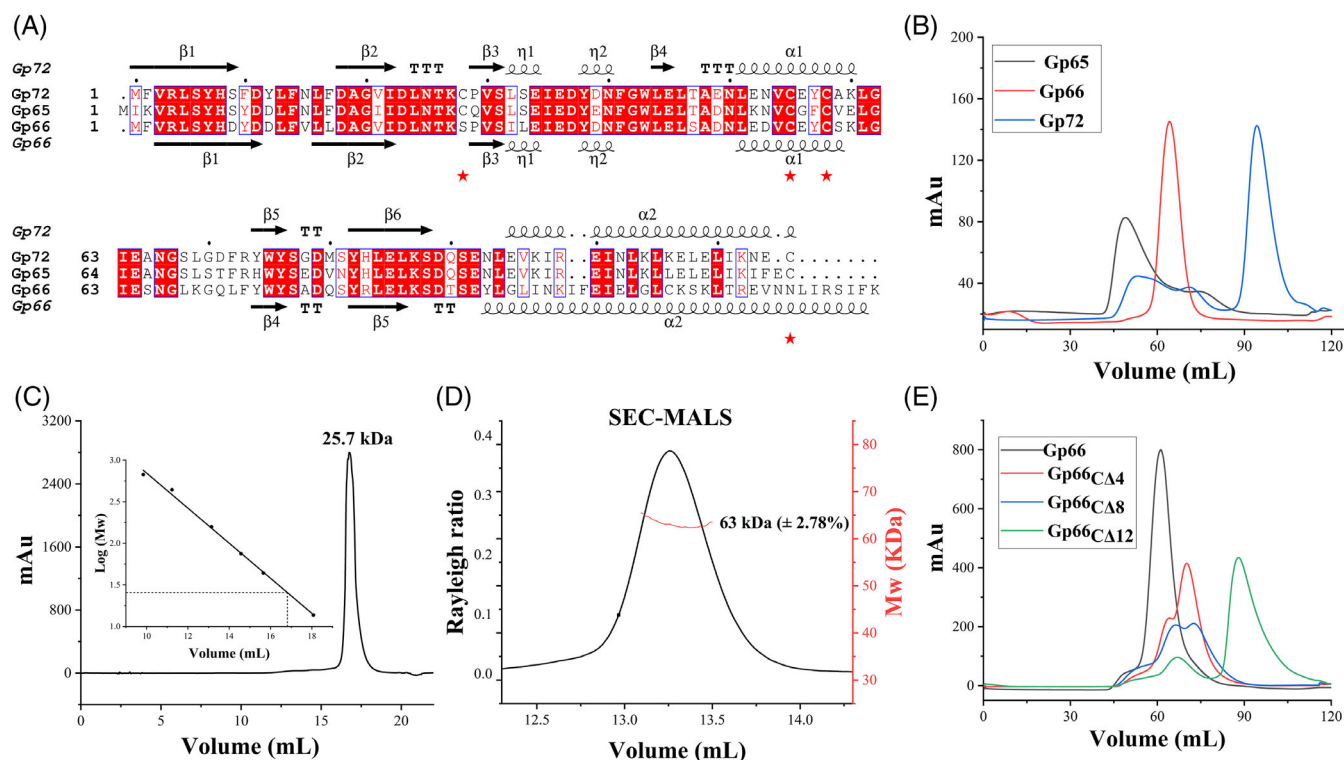 (A)
β1 β2 TTT β3 η1 η2 β4 TTT α1
Gp72
Gp72 1 .MFVRLSYHSFDYLFNLFDAGVIDLNTKCPVSLSEIEDYDNFGWLELTAENLENVCEYCAKLG
Gp65 1 MIKVRLSYHSYDDLFNLFDAGVIDLNTKCQVSLSEIEDYENFGWLELTADNLENVCGFCAKLG
Gp66 1 .MFVRLSYHDYDDLFVLLDAGVIDLNTKSPVSILEIEDYDNFGWLELSADNLEDVCEYCSKLG
Gp66
β1 β2 β3 η1 η2 α1
β5 TT β6 α2
Gp72
Gp72 63 IEANGSLGDFRYWYSGDMSYHLELKSDQSENLEVKIR..EINLKLKELELIKNE.C.......
Gp65 64 IEANGSLSTFRHWYSEDVNYHLELKSDQSENLEVKIR..EINLKLLELELIKIFEC.......
Gp66 63 IESNGLKGQLFYWYSADQSYRLELKSDTSEYLGLINKIFEIEIGLCKSKLTREVNNLIRSIFK
Gp66
β4 TT β5 TT α2
(B)
200
160
120
80
40
mAu
Gp65
Gp66
Gp72
0 30 60 90 120
Volume (mL)
(C)
3200
2400
1600
800
0
mAu
25.7 kDa
3.0
2.5
2.0
1.5
1.0
Log (Mw)
10 12 14 16 18
Volume (mL)
0 5 10 15 20
Volume (mL)
(D)
SEC-MALS
0.4
0.3
0.2
0.1
0.0
Rayleigh ratio
63 kDa (± 2.78%)
80
70
60
50
40
30
Mw (KDa)
12.5 13.0 13.5 14.0
Volume (mL)
(E)
800
600
400
200
0
mAu
Gp66
Gp66CΔ4
Gp66CΔ8
Gp66CΔ12
0 30 60 90 120
Volume (mL)